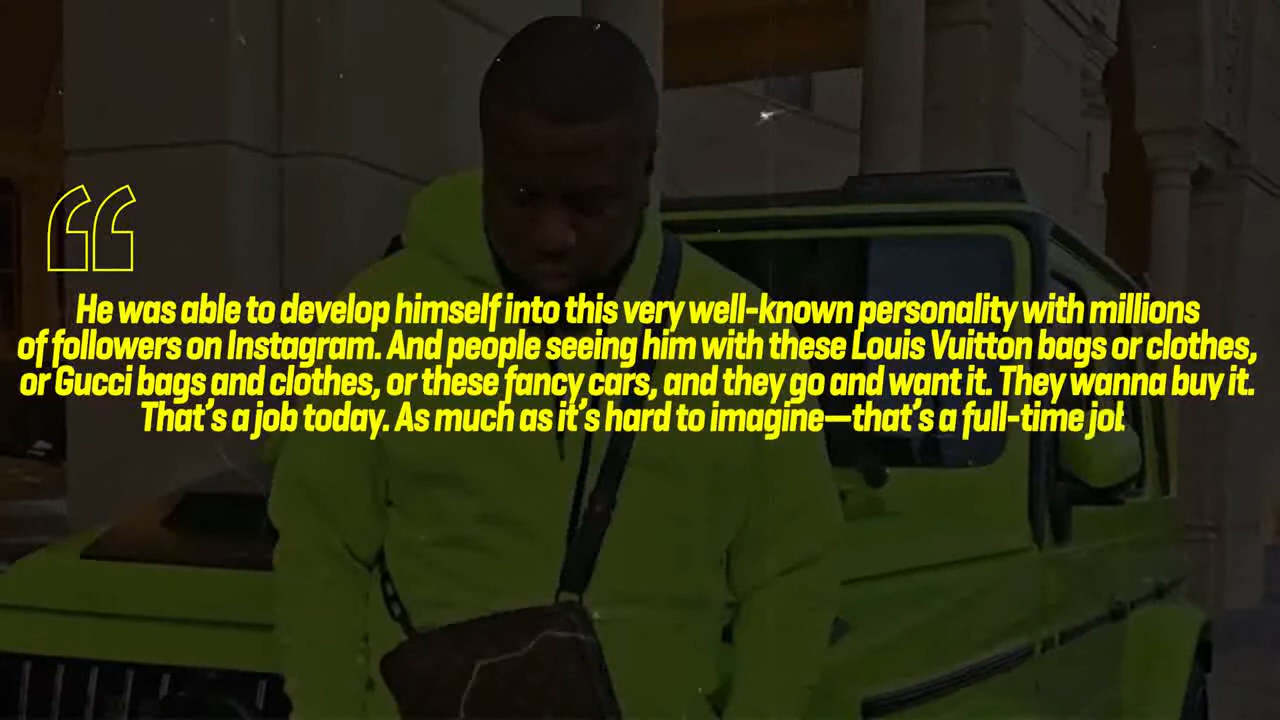 “
He was able to develop himself into this very well-known personality with millions
of followers on Instagram. And people seeing him with these Louis Vuitton bags or clothes,
or Gucci bags and clothes, or these fancy cars, and they go and want it. They wanna buy it.
That’s a job today. As much as it’s hard to imagine—that’s a full-time